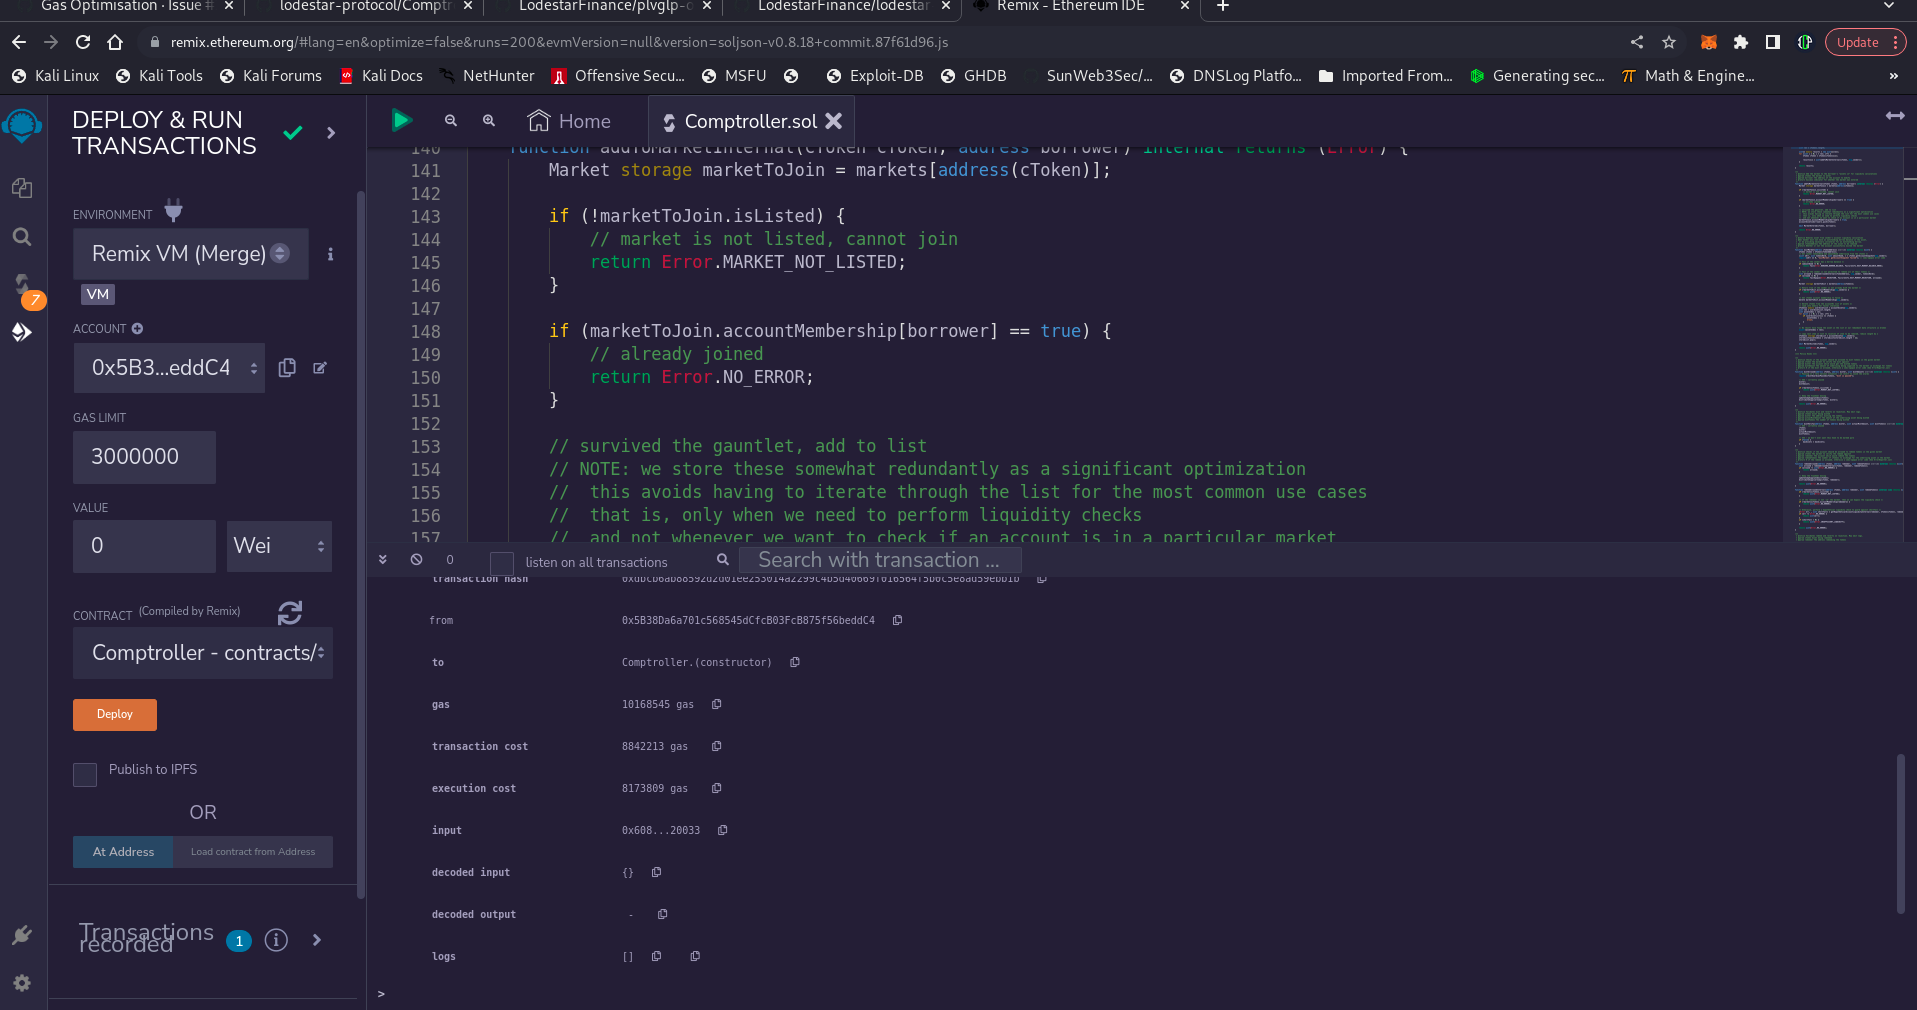 Gas Optimisation · Issue #
lodestar-protocol/Comptr
LodestarFinance/plvglp-o
LodestarFinance/lodestar
Remix - Ethereum IDE
remix.ethereum.org/#lang=en&optimize=false&runs=200&evmVersion=null&version=soljson-v0.8.18+commit.87f61d96.js
Update
Kali Linux
Kali Tools
Kali Forums
Kali Docs
NetHunter
Offensive Secu...
MSFU
Exploit-DB
GHDB
SunWeb3Sec/...
DNSLog Platfo...
Imported From...
Generating sec...
Math & Engine...
»
DEPLOY & RUN
TRANSACTIONS
7
ENVIRONMENT
Remix VM (Merge)
VM
ACCOUNT
0x5B3...eddC4
GAS LIMIT
3000000
VALUE
0
Wei
CONTRACT (Compiled by Remix)
Comptroller - contracts/
Deploy
Publish to IPFS
OR
At Address
Load contract from Address
Transactions
recorded
1
Home
Comptroller.sol
140 function addToMarketInternal(CToken cToken, address borrower) internal returns (Error) {
141 Market storage marketToJoin = markets[address(cToken)];
142
143 if (!marketToJoin.isListed) {
144 // market is not listed, cannot join
145 return Error.MARKET_NOT_LISTED;
146 }
147
148 if (marketToJoin.accountMembership[borrower] == true) {
149 // already joined
150 return Error.NO_ERROR;
151 }
152
153 // survived the gauntlet, add to list
154 // NOTE: we store these somewhat redundantly as a significant optimization
155 //  this avoids having to iterate through the list for the most common use cases
156 //  that is, only when we need to perform liquidity checks
157 //  and not whenever we want to check if an account is in a particular market
0
listen on all transactions
Search with transaction ...
transaction hash
from 0x5B38Da6a701c568545dCfcB03FcB875f56beddC4
to Comptroller.(constructor)
gas 10168545 gas
transaction cost 8842213 gas
execution cost 8173809 gas
input 0x608...20033
decoded input {}
decoded output -
logs []
>